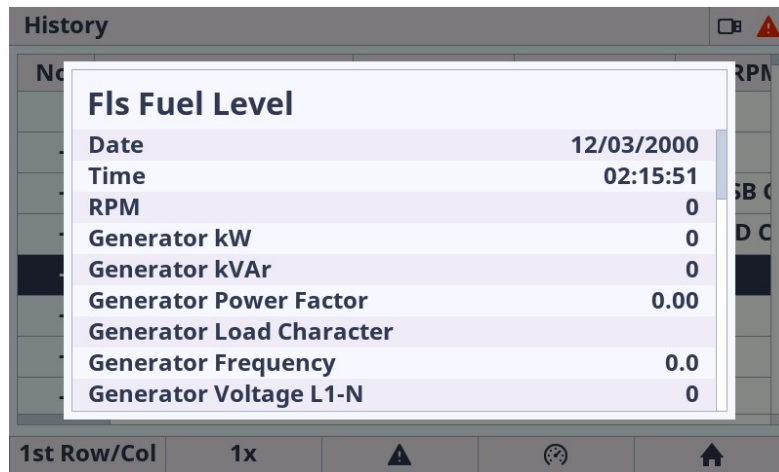 History
Fls Fuel Level
Date 12/03/2000
Time 02:15:51
RPM 0
Generator kW 0
Generator kVAr 0
Generator Power Factor 0.00
Generator Load Character
Generator Frequency 0.0
Generator Voltage L1-N 0
1st Row/Col 1x